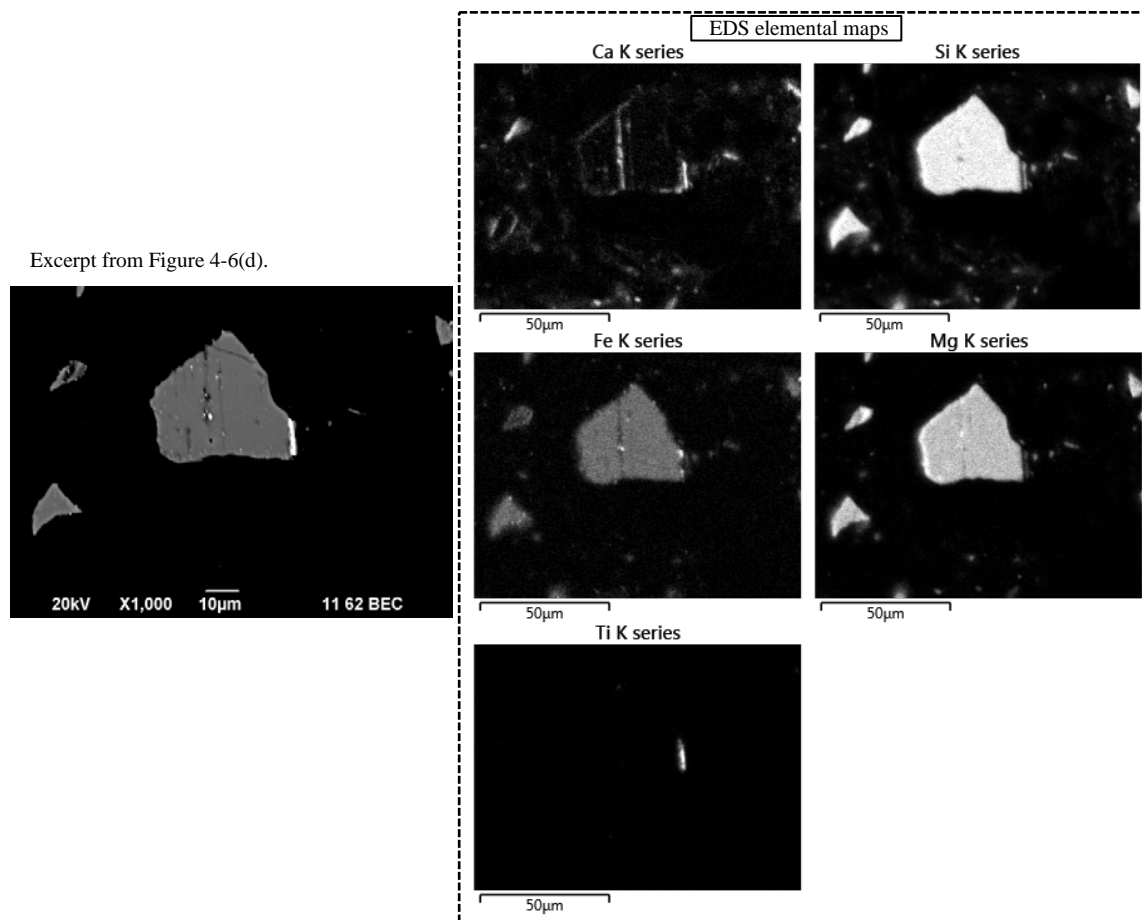 EDS elemental maps
Ca K series
Si K series
50µm
50µm
Excerpt from Figure 4-6(d).
Fe K series
Mg K series
20kV X1,000 10µm 11 62 BEC
50µm
50µm
Ti K series
50µm